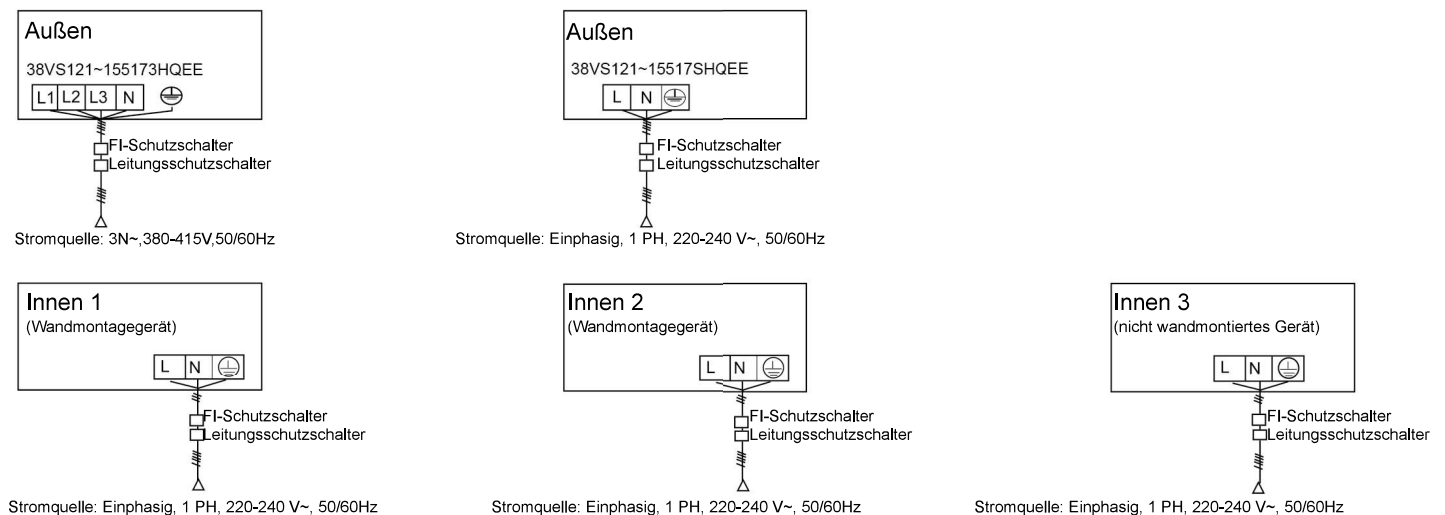 Außen
38VS121~155173HQEE
L1 L2 L3 N
FI-Schutzschalter
Leitungsschutzschalter
Stromquelle: 3N~,380-415V,50/60Hz
Außen
38VS121~15517SHQEE
L N
FI-Schutzschalter
Leitungsschutzschalter
Stromquelle: Einphasig, 1 PH, 220-240 V~, 50/60Hz
Innen 1
(Wandmontagegerät)
L N
FI-Schutzschalter
Leitungsschutzschalter
Stromquelle: Einphasig, 1 PH, 220-240 V~, 50/60Hz
Innen 2
(Wandmontagegerät)
L N
FI-Schutzschalter
Leitungsschutzschalter
Stromquelle: Einphasig, 1 PH, 220-240 V~, 50/60Hz
Innen 3
(nicht wandmontiertes Gerät)
L N
FI-Schutzschalter
Leitungsschutzschalter
Stromquelle: Einphasig, 1 PH, 220-240 V~, 50/60Hz